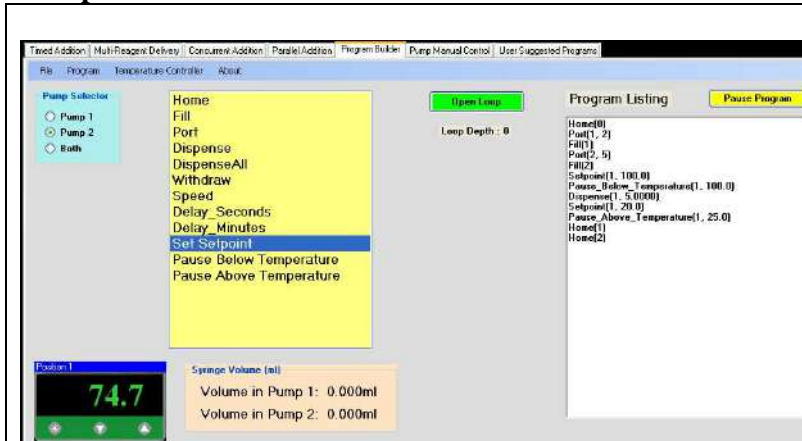 Timed Addition Multi-Reagent Delivery Concurrent Addition Parallel Addition Program Builder Pump Manual Control User Suggested Programs
File Program Temperature Controller About
Pump Selector
Pump 1
Pump 2
Both
Home
Fill
Port
Dispense
DispenseAll
Withdraw
Speed
Delay_Seconds
Delay_Minutes
Set Setpoint
Pause Below Temperature
Pause Above Temperature
Open Loop
Loop Depth : 0
Program Listing
Pause Program
Home(0)
Port(1, 2)
Fill(1)
Port(2, 5)
Fill(2)
Setpoint(1, 100.0)
Pause_Below_Temperature(1, 100.0)
Dispense(1, 5.0000)
Setpoint(1, 20.0)
Pause_Above_Temperature(1, 25.0)
Home(1)
Home(2)
Position 1
74.7
Syringe Volume (ml)
Volume in Pump 1: 0.000ml
Volume in Pump 2: 0.000ml